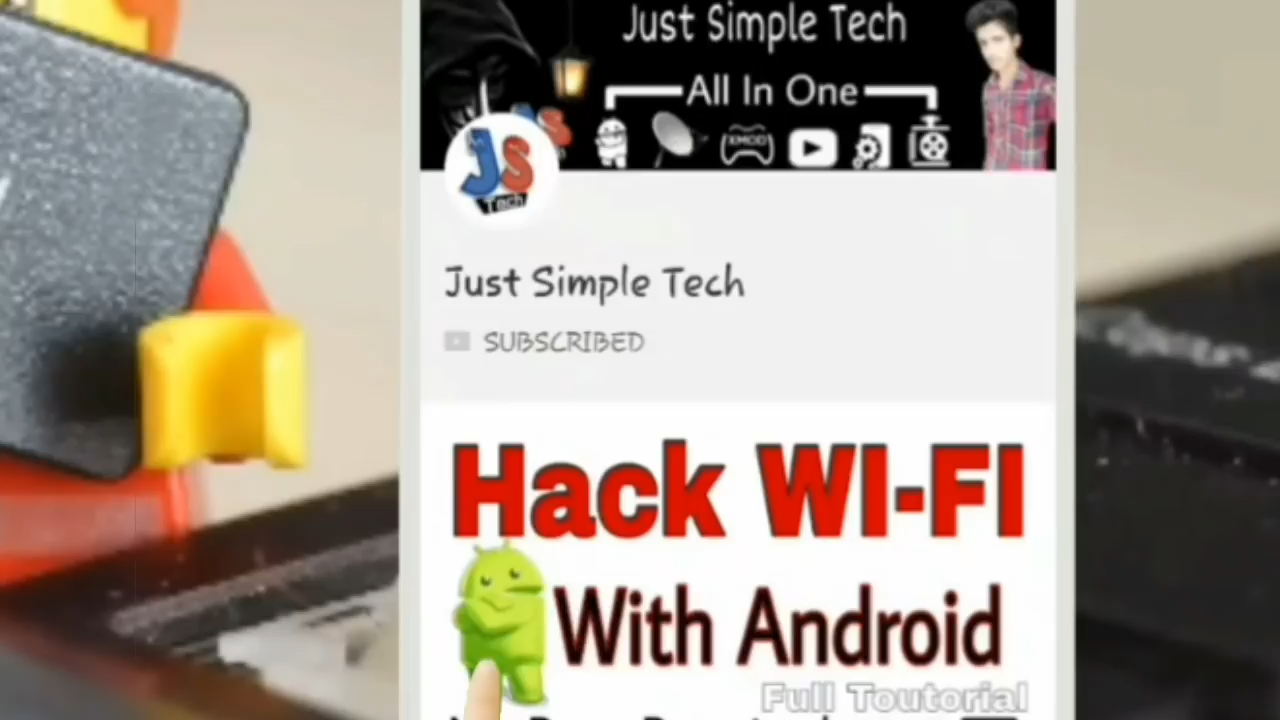 Just Simple Tech
All In One
XMOD
JS
Tech
Just Simple Tech
SUBSCRIBED
Hack WI-FI
With Android
Full Toutorial